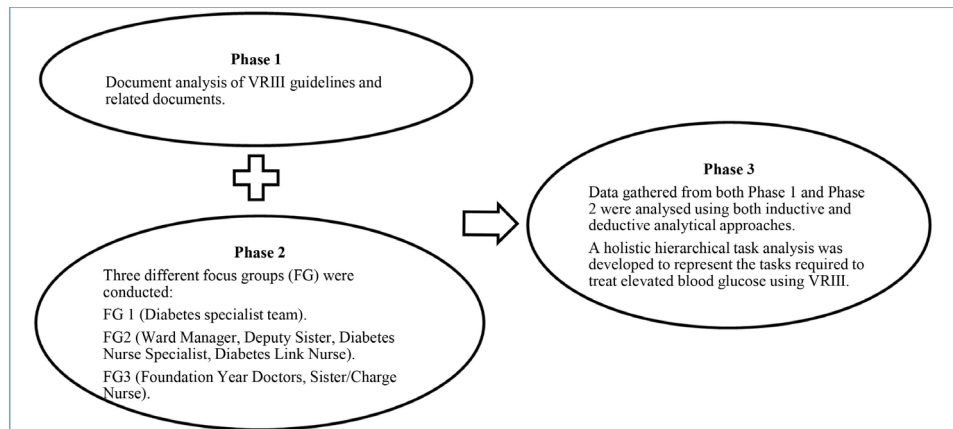 Phase 1
Document analysis of VRIII guidelines and
related documents.
Phase 2
Three different focus groups (FG) were
conducted:
FG 1 (Diabetes specialist team).
FG2 (Ward Manager, Deputy Sister, Diabetes
Nurse Specialist, Diabetes Link Nurse).
FG3 (Foundation Year Doctors, Sister/Charge
Nurse).
Phase 3
Data gathered from both Phase 1 and Phase
2 were analysed using both inductive and
deductive analytical approaches.
A holistic hierarchical task analysis was
developed to represent the tasks required to
treat elevated blood glucose using VRIII.